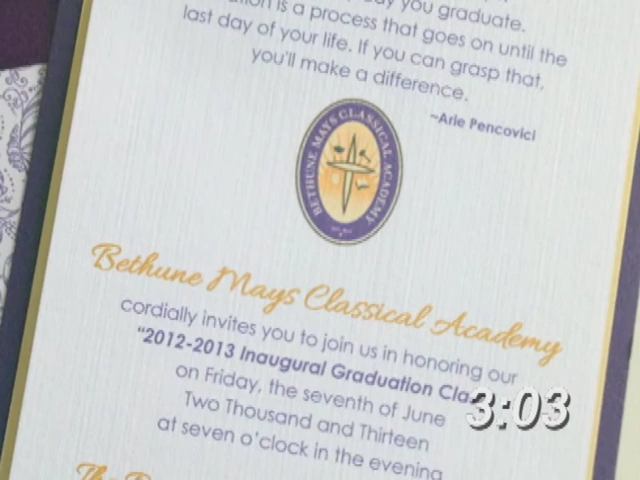 you graduate.
is a process that goes on until the
last day of your life. If you can grasp that,
you'll make a difference.
~Arie Pencovici
BETHUNE MAYS CLASSICAL ACADEMY
Bethune Mays Classical Academy
cordially invites you to join us in honoring our
"2012-2013 Inaugural Graduation
on Friday, the seventh of June
Two Thousand and Thirteen
at seven o'clock in the evening
3:03